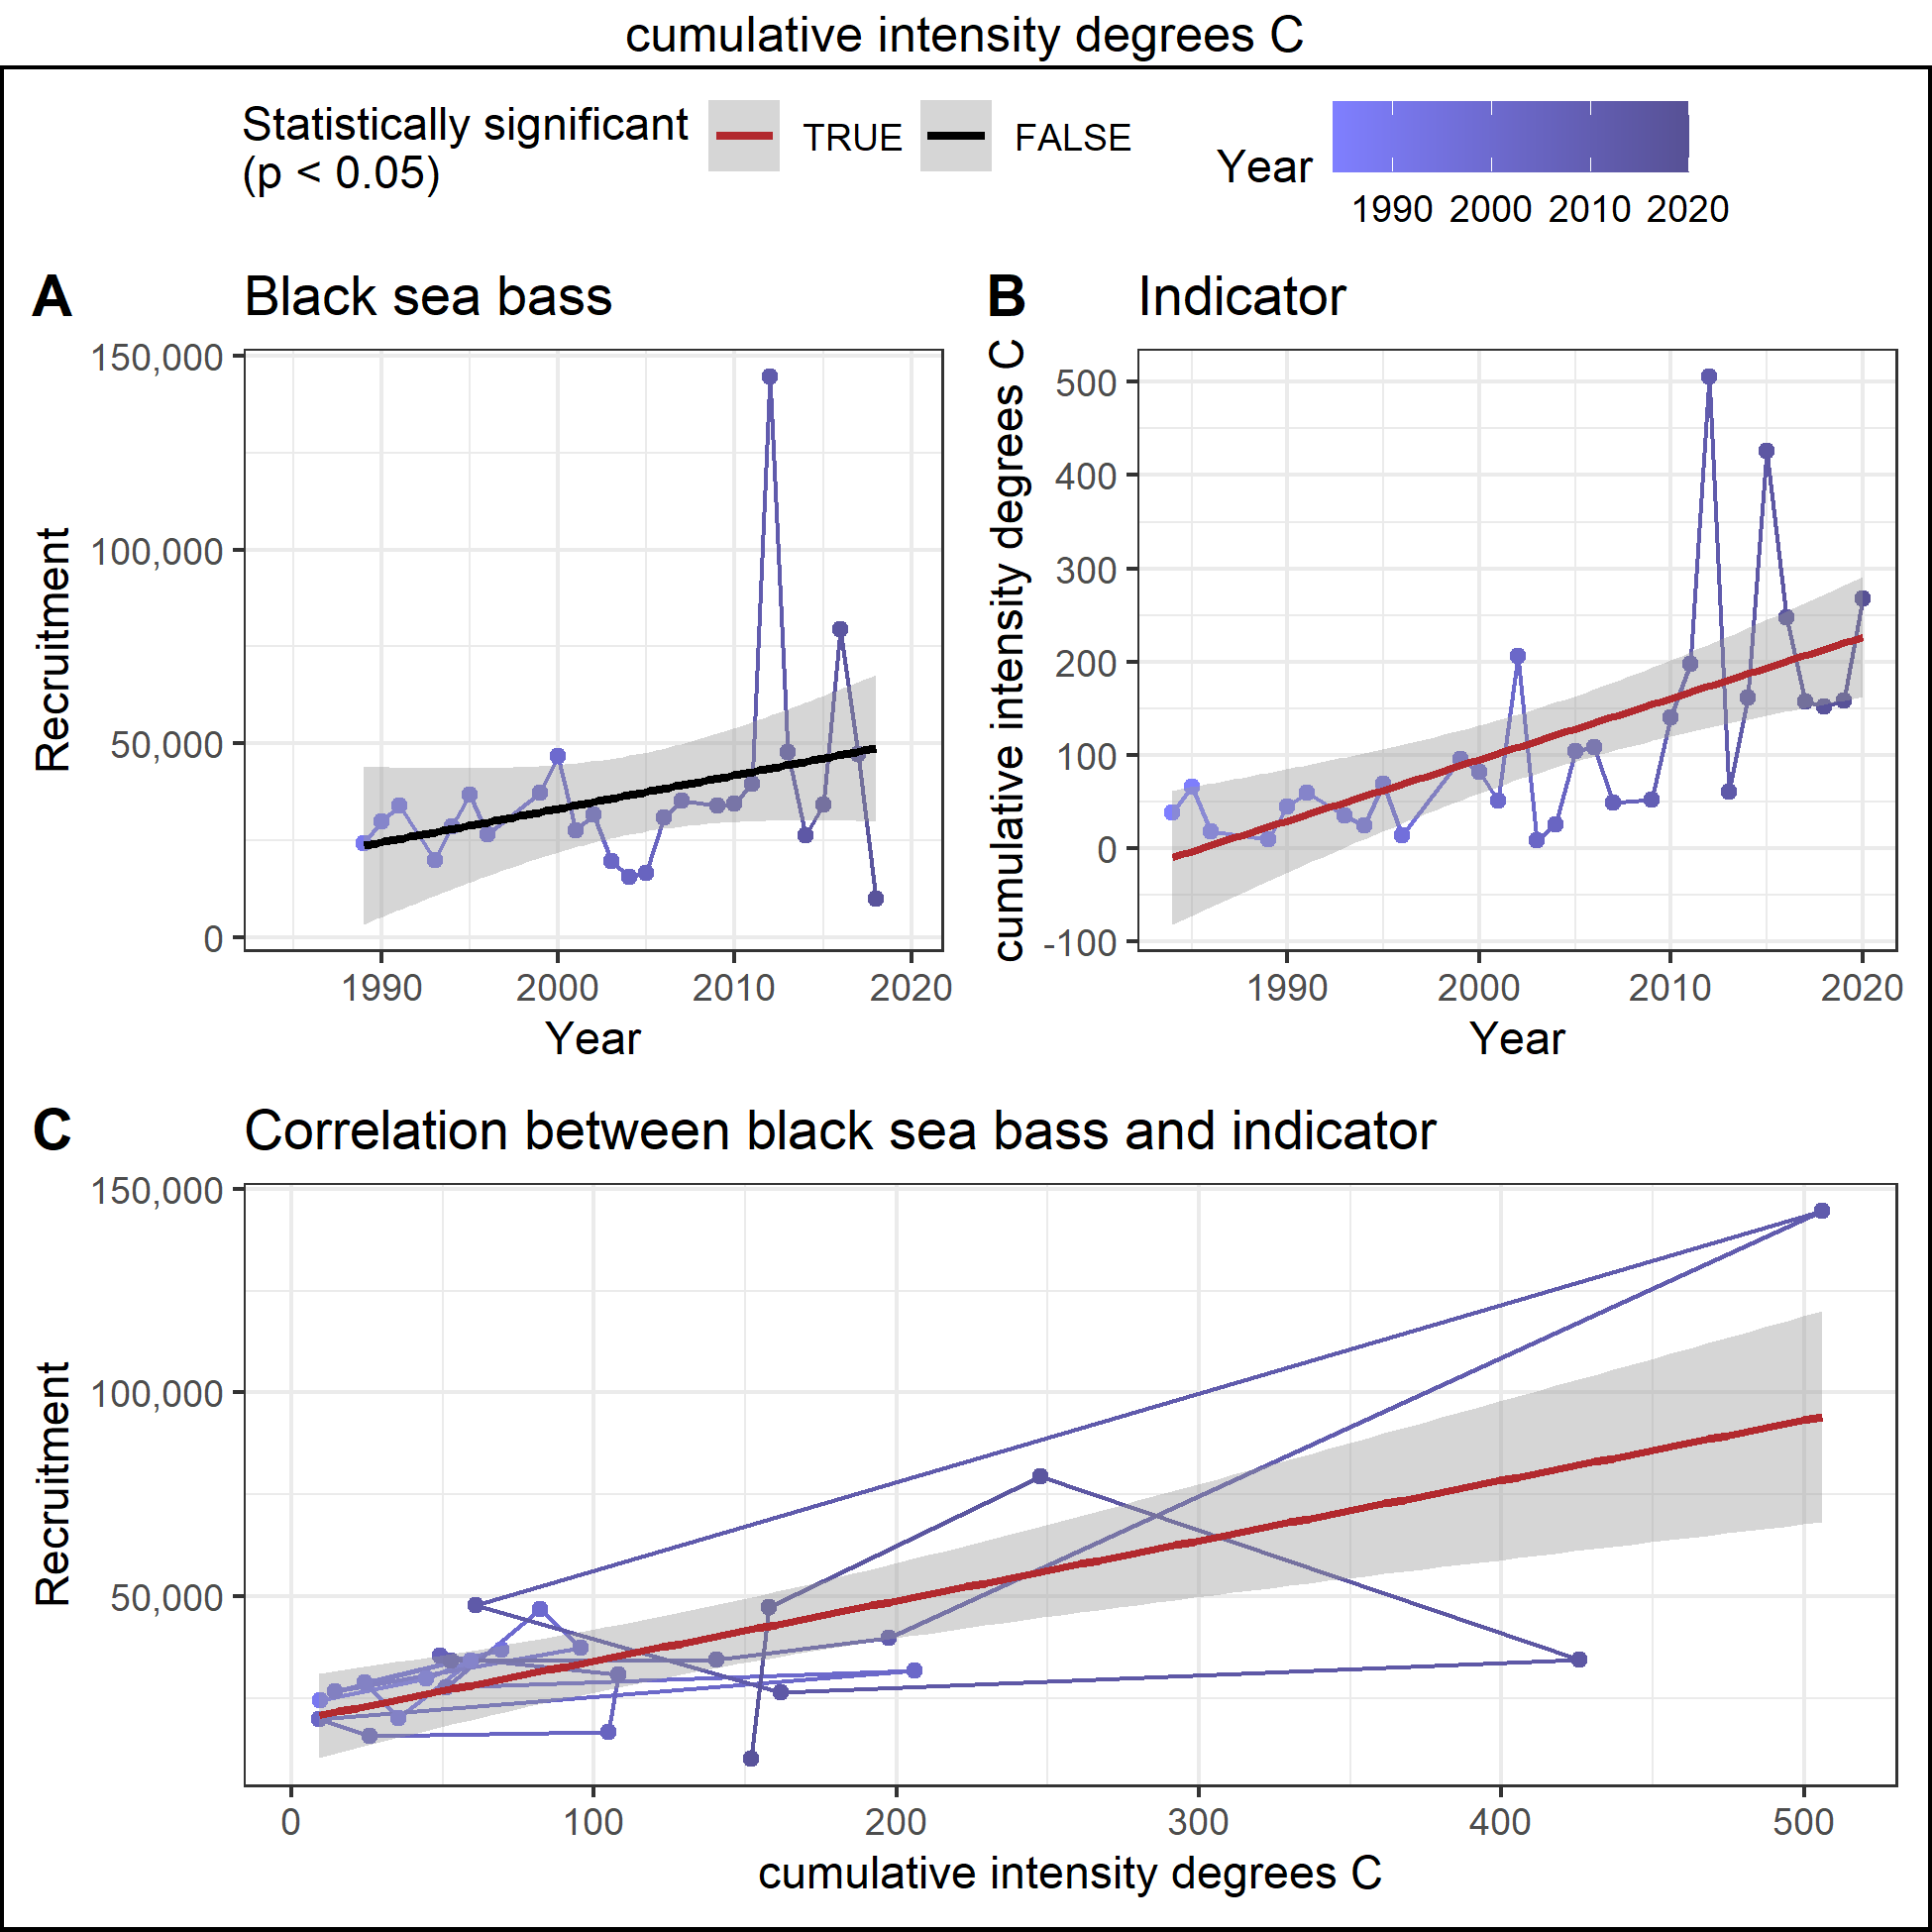 cumulative intensity degrees C
Statistically significant
(p < 0.05)
TRUE
FALSE
Year
1990 2000 2010 2020
A
Black sea bass
Recruitment
150,000
100,000
50,000
0
1990 2000 2010 2020
Year
B
Indicator
cumulative intensity degrees C
500
400
300
200
100
0
-100
1990 2000 2010 2020
Year
C
Correlation between black sea bass and indicator
Recruitment
150,000
100,000
50,000
0 100 200 300 400 500
cumulative intensity degrees C